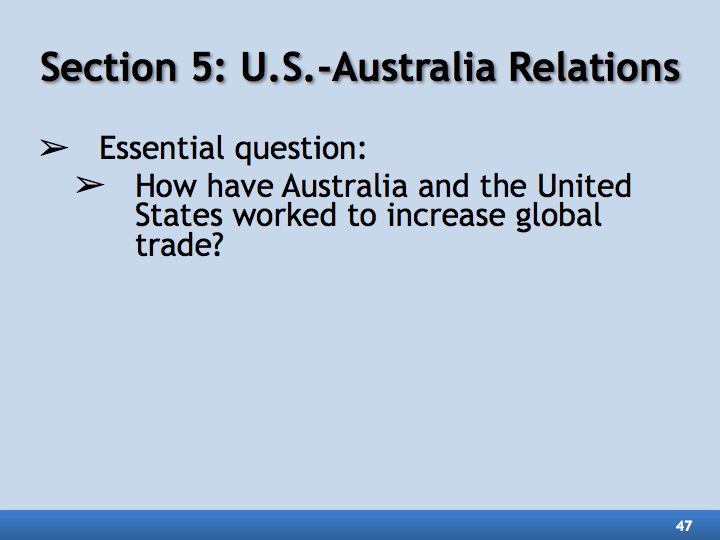 Section 5: U.S.-Australia Relations
➢ Essential question:
➢ How have Australia and the United
States worked to increase global
trade?
47